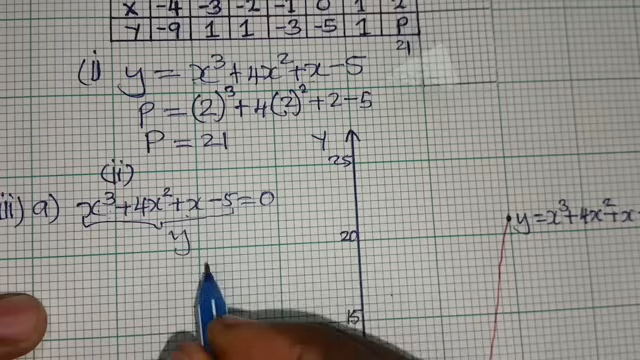 x -4 -3 -2 -1 0 1 2
y -9 1 1 -3 -5 1 P
21
(i) y = x³+4x²+x-5
P = (2)³+4(2)²+2-5
P = 21
(ii)
iii) a) x³+4x²+x-5=0
y
Y
25
20
15
y=x³+4x²+x-